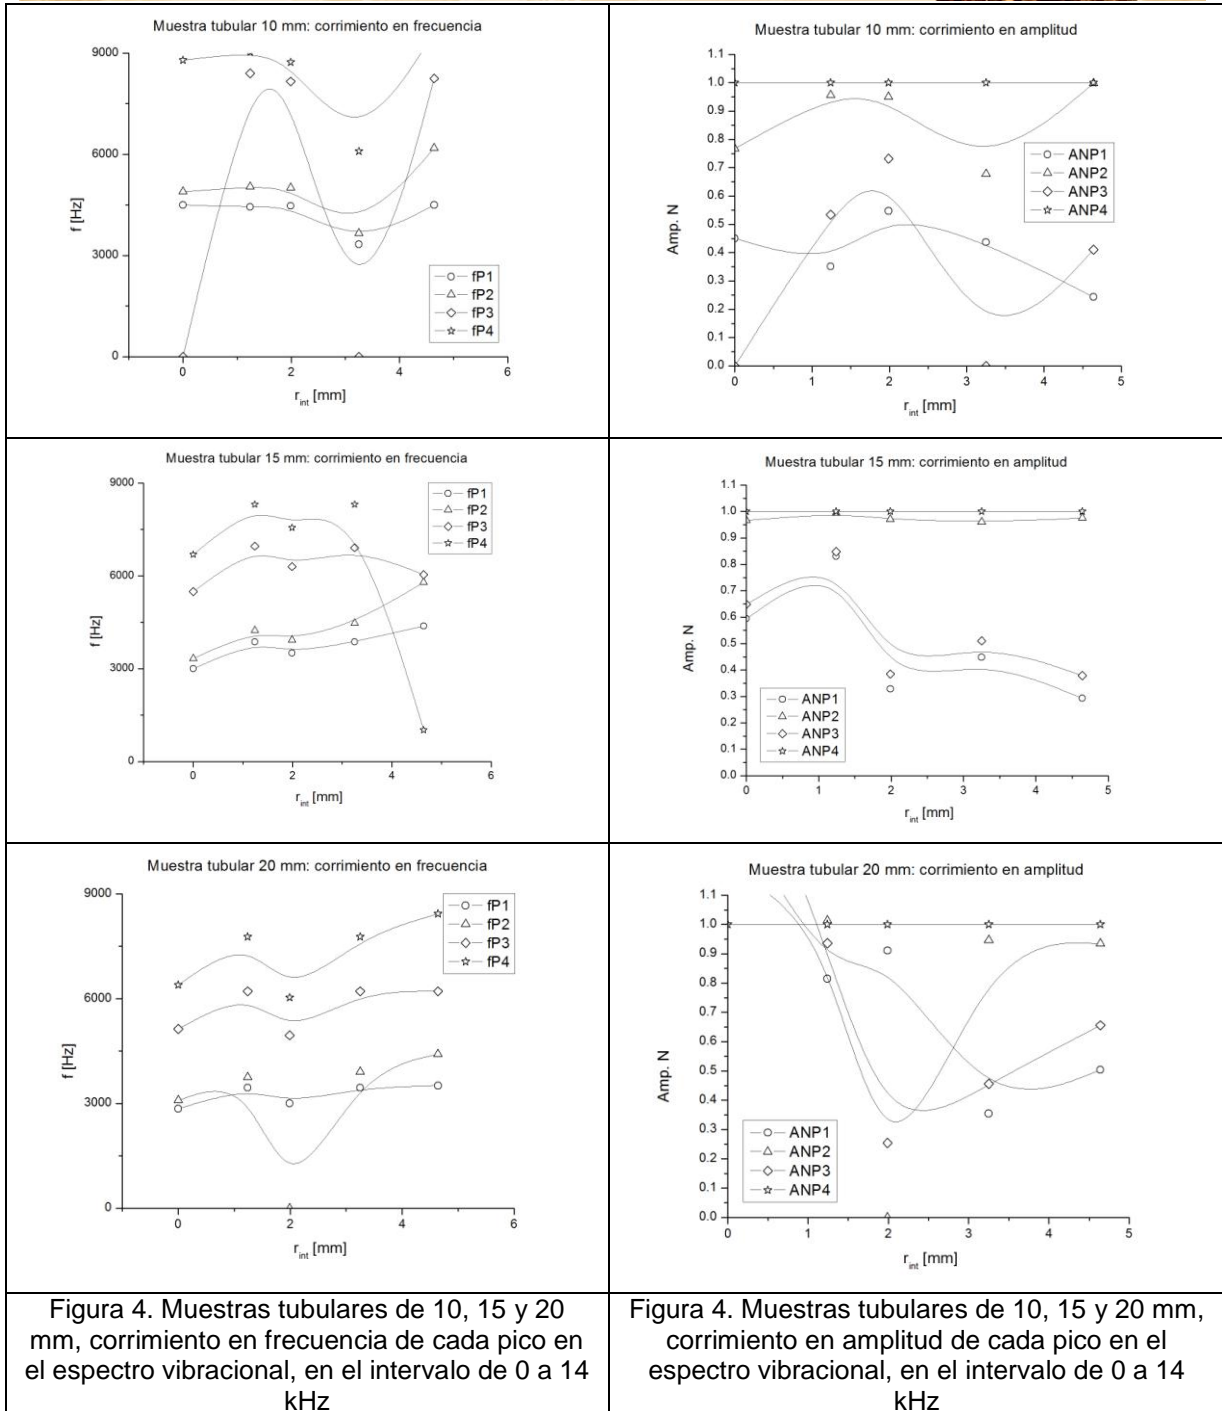 Muestra tubular 10 mm: corrimiento en frecuencia
9000
6000
3000
0
f [Hz]
0 2 4 6
r_int [mm]
fP1
fP2
fP3
fP4
Muestra tubular 10 mm: corrimiento en amplitud
1.1
1.0
0.9
0.8
0.7
0.6
0.5
0.4
0.3
0.2
0.1
0.0
Amp. N
0 1 2 3 4 5
r_int [mm]
ANP1
ANP2
ANP3
ANP4
Muestra tubular 15 mm: corrimiento en frecuencia
9000
6000
3000
0
f [Hz]
0 2 4 6
r_int [mm]
fP1
fP2
fP3
fP4
Muestra tubular 15 mm: corrimiento en amplitud
1.1
1.0
0.9
0.8
0.7
0.6
0.5
0.4
0.3
0.2
0.1
0.0
Amp. N
0 1 2 3 4 5
r_int [mm]
ANP1
ANP2
ANP3
ANP4
Muestra tubular 20 mm: corrimiento en frecuencia
9000
6000
3000
0
f [Hz]
0 2 4 6
r_int [mm]
fP1
fP2
fP3
fP4
Muestra tubular 20 mm: corrimiento en amplitud
1.1
1.0
0.9
0.8
0.7
0.6
0.5
0.4
0.3
0.2
0.1
0.0
Amp. N
0 1 2 3 4 5
r_int [mm]
ANP1
ANP2
ANP3
ANP4
Figura 4. Muestras tubulares de 10, 15 y 20
mm, corrimiento en frecuencia de cada pico en
el espectro vibracional, en el intervalo de 0 a 14
kHz
Figura 4. Muestras tubulares de 10, 15 y 20 mm,
corrimiento en amplitud de cada pico en el
espectro vibracional, en el intervalo de 0 a 14
kHz